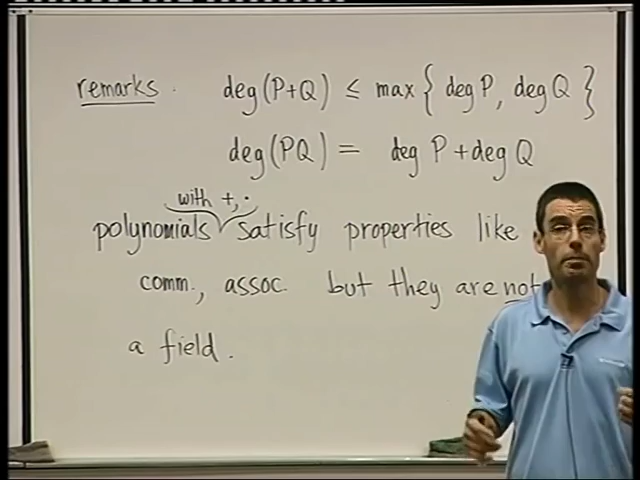 remarks. deg(P+Q) ≤ max{ deg P, deg Q }
deg(PQ) = deg P + deg Q
with +, ·
polynomials satisfy properties like
comm., assoc. but they are not
a field.